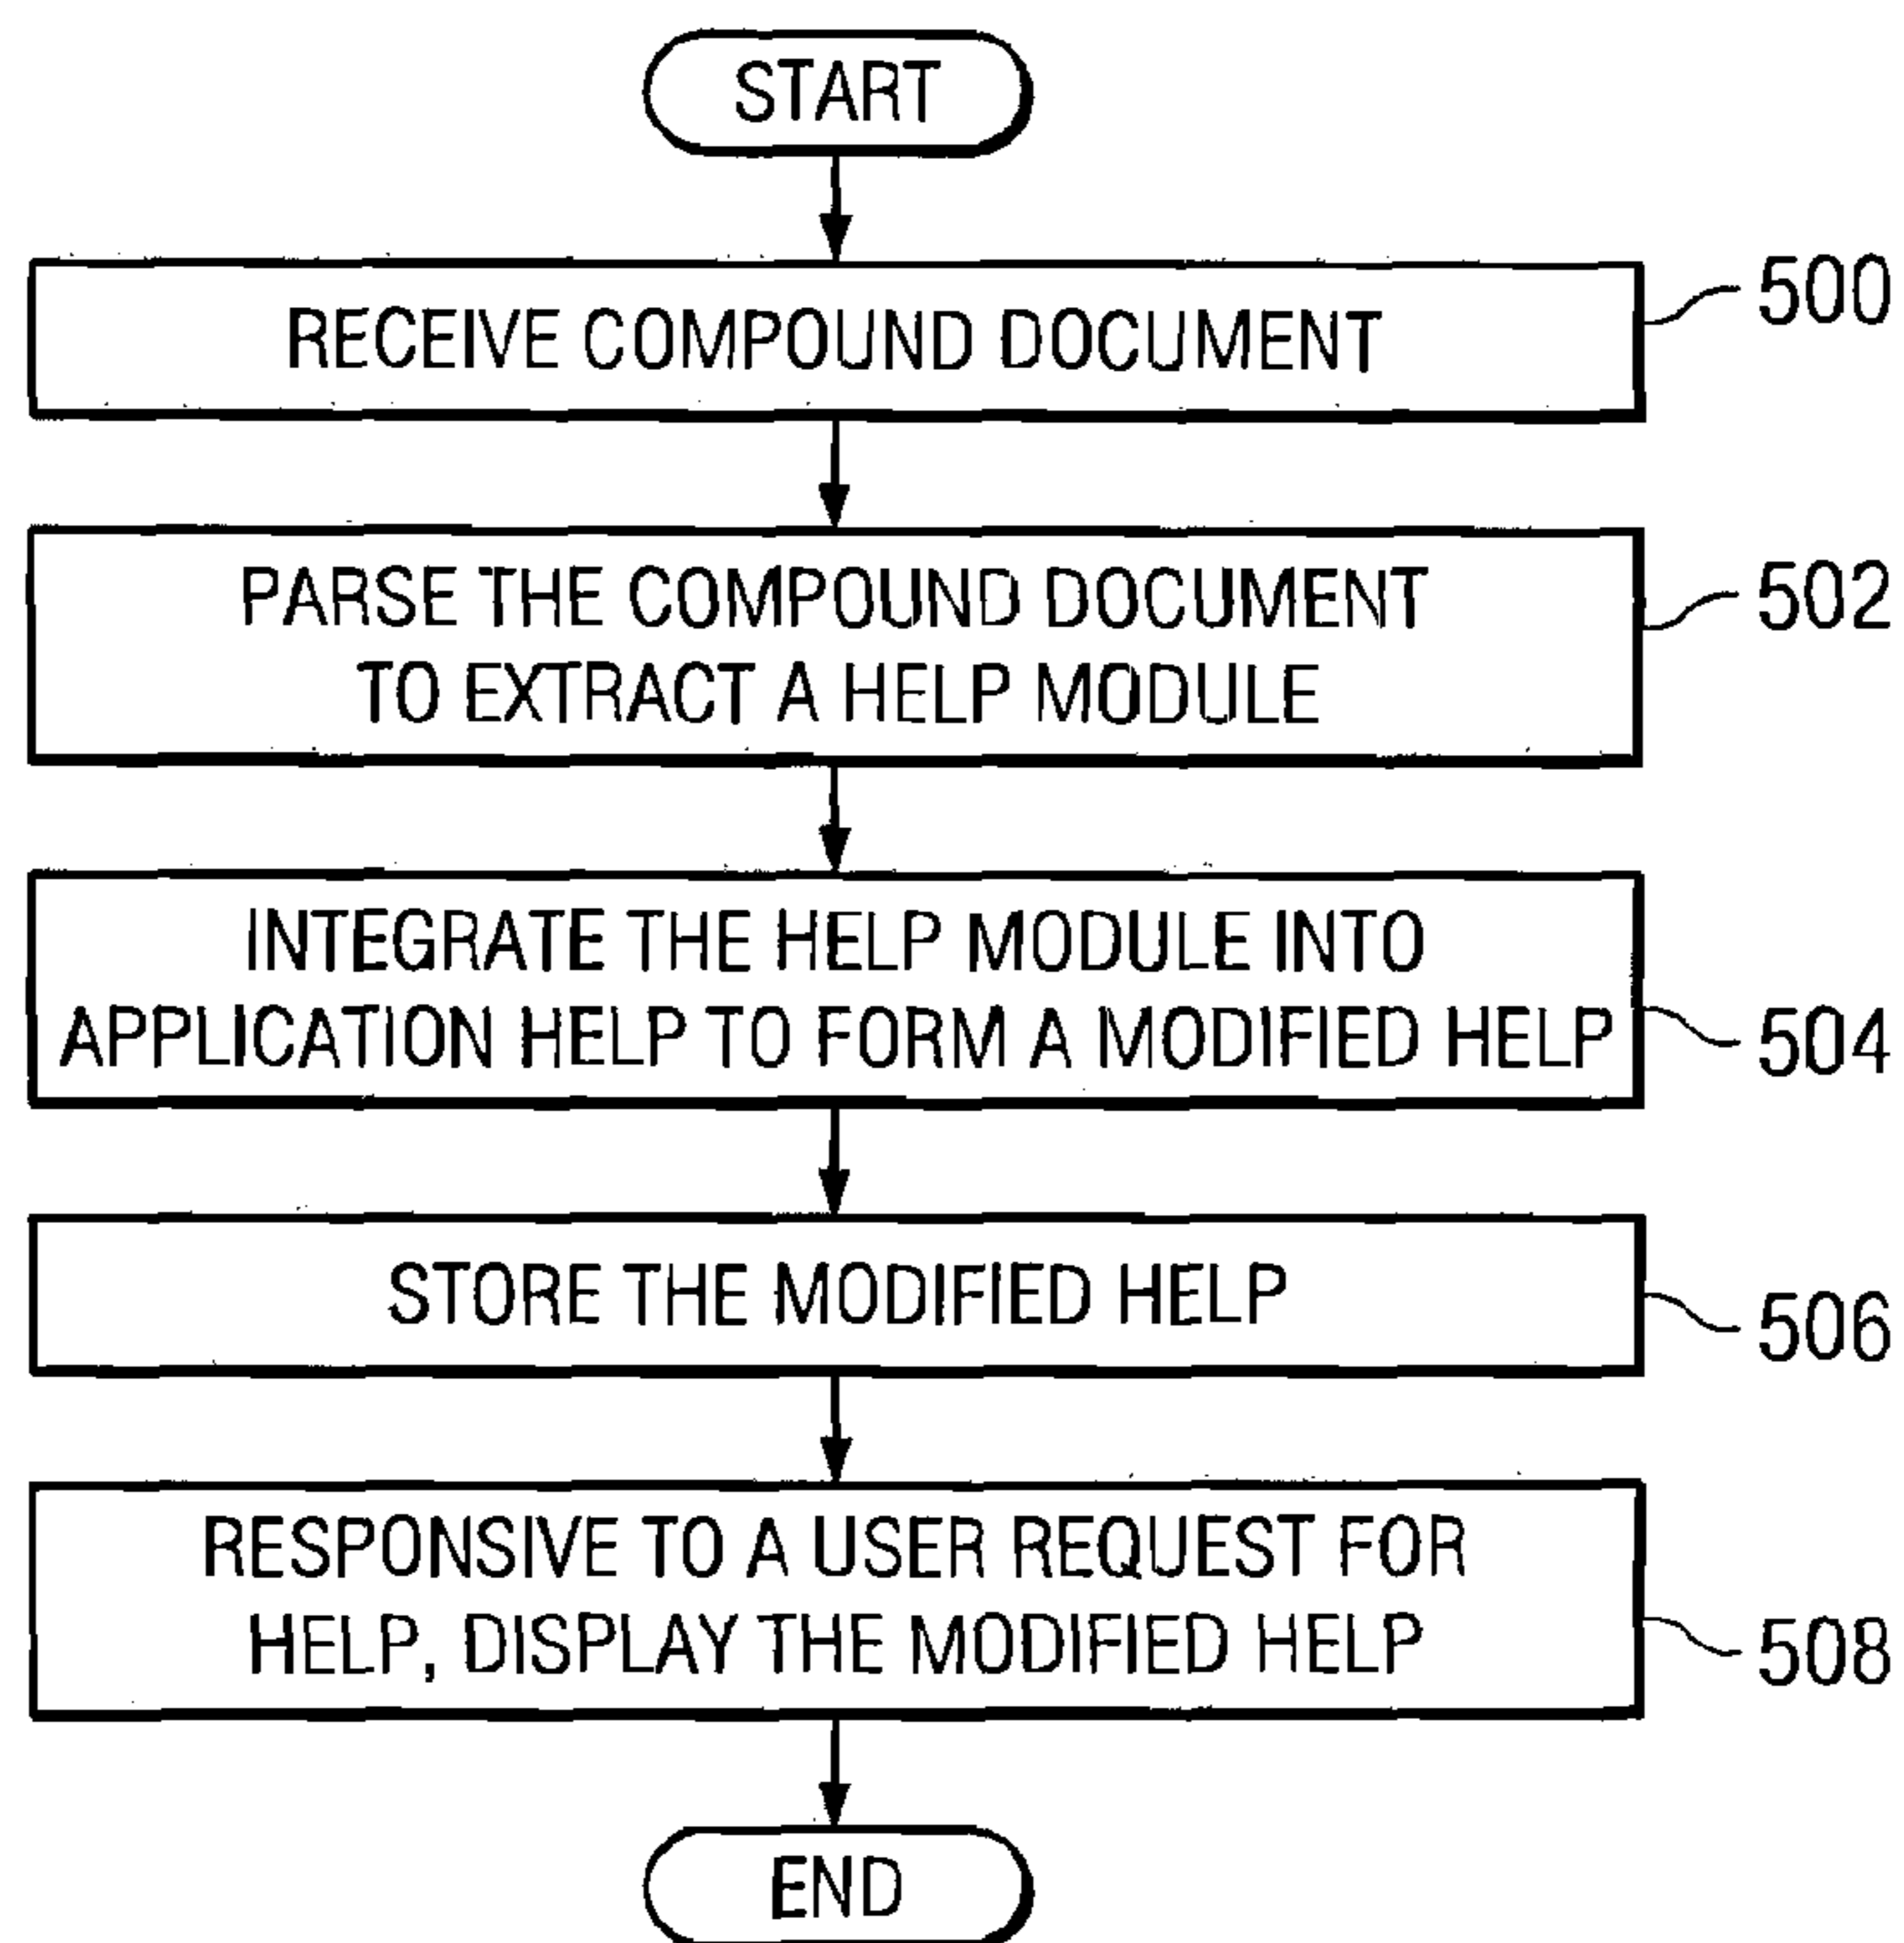 START
RECEIVE COMPOUND DOCUMENT
500
PARSE THE COMPOUND DOCUMENT
TO EXTRACT A HELP MODULE
502
INTEGRATE THE HELP MODULE INTO
APPLICATION HELP TO FORM A MODIFIED HELP
504
STORE THE MODIFIED HELP
506
RESPONSIVE TO A USER REQUEST FOR
HELP, DISPLAY THE MODIFIED HELP
508
END